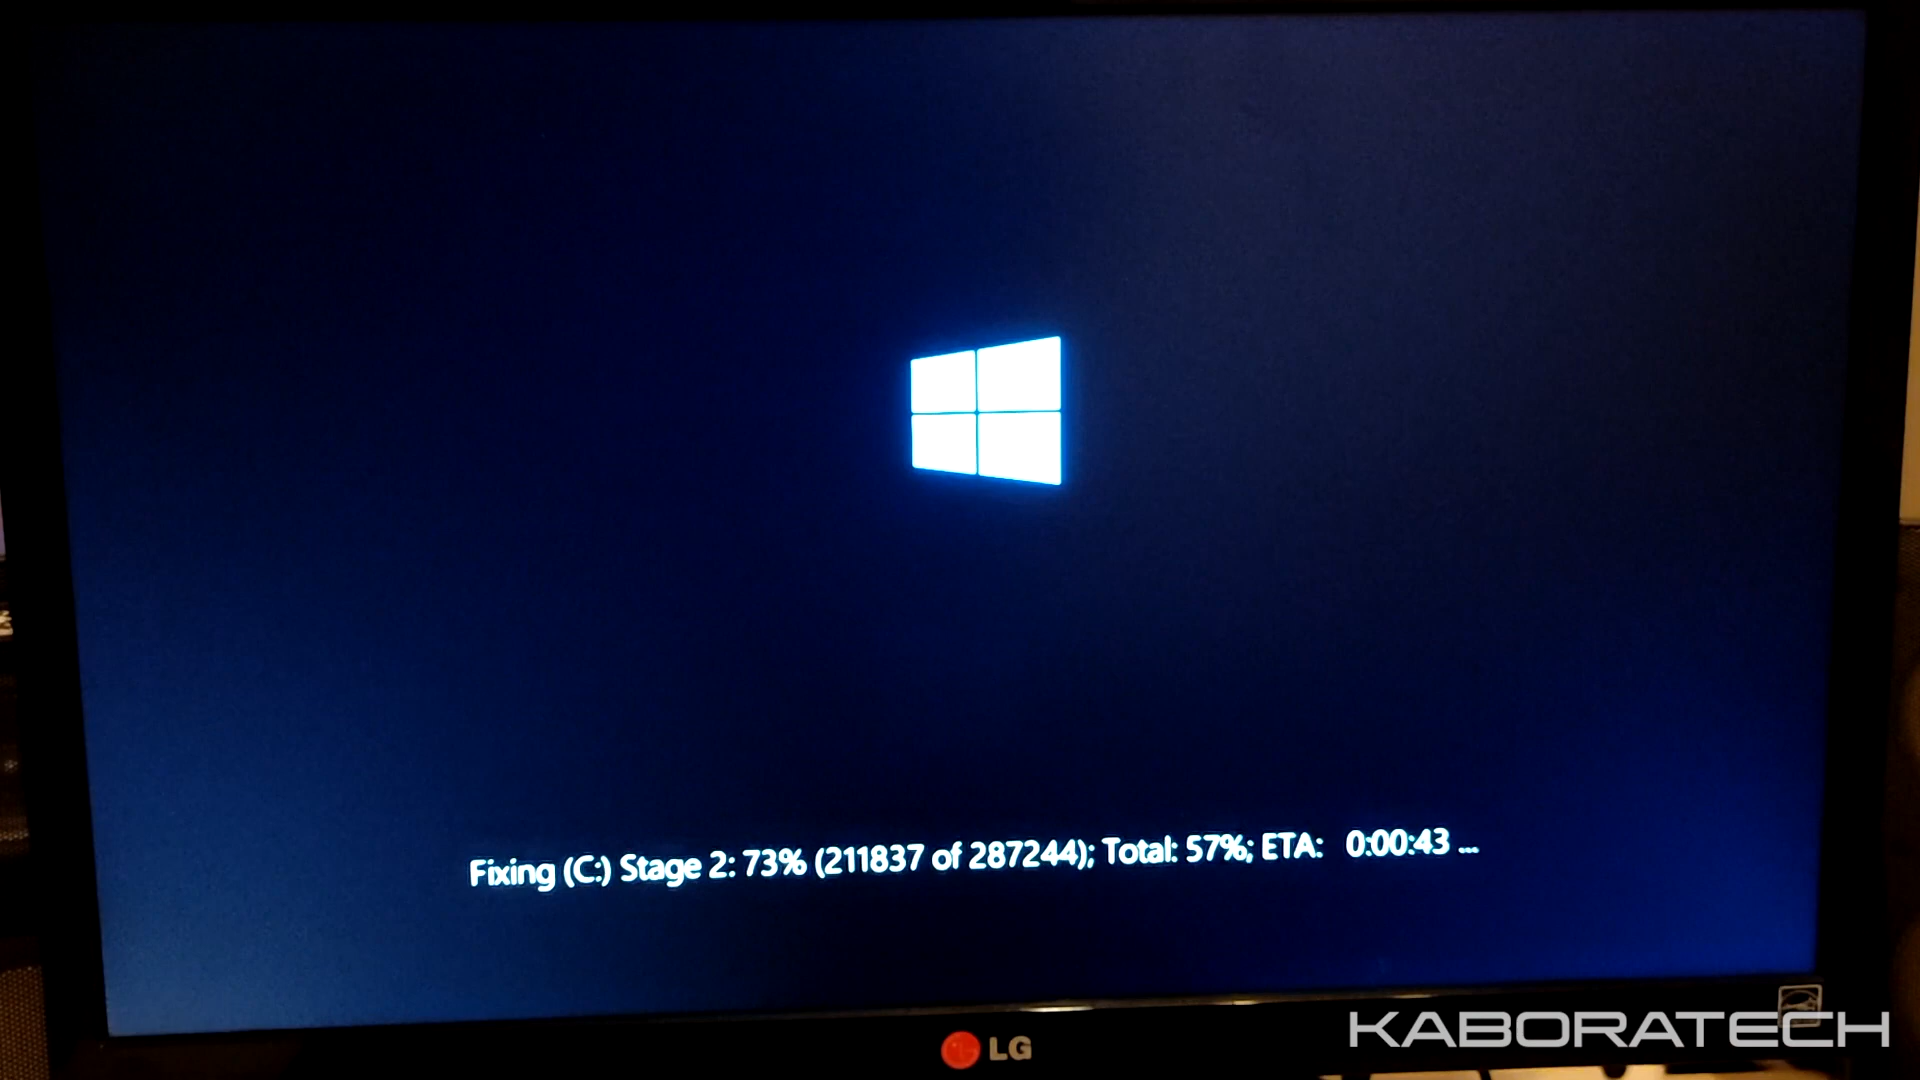 Fixing (C:) Stage 2: 73% (211837 of 287244); Total: 57%; ETA:   0:00:43 ...
LG
KABORATECH